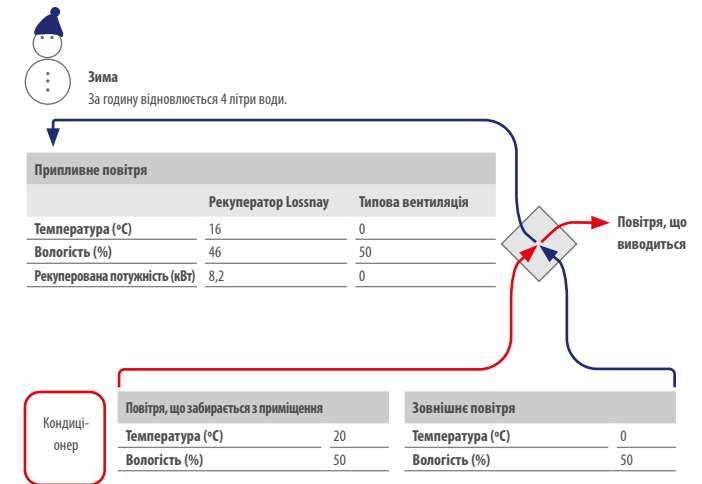 Зима
За годину відновлюється 4 літри води.
Припливне повітря
Рекуператор Lossnay Типова вентиляція
Температура (ºC) 16 0
Вологість (%) 46 50
Рекуперована потужність (кВт) 8,2 0
Повітря, що
виводиться
Кондиці-
онер
Повітря, що забирається з приміщення
Температура (ºC) 20
Вологість (%) 50
Зовнішнє повітря
Температура (ºC) 0
Вологість (%) 50